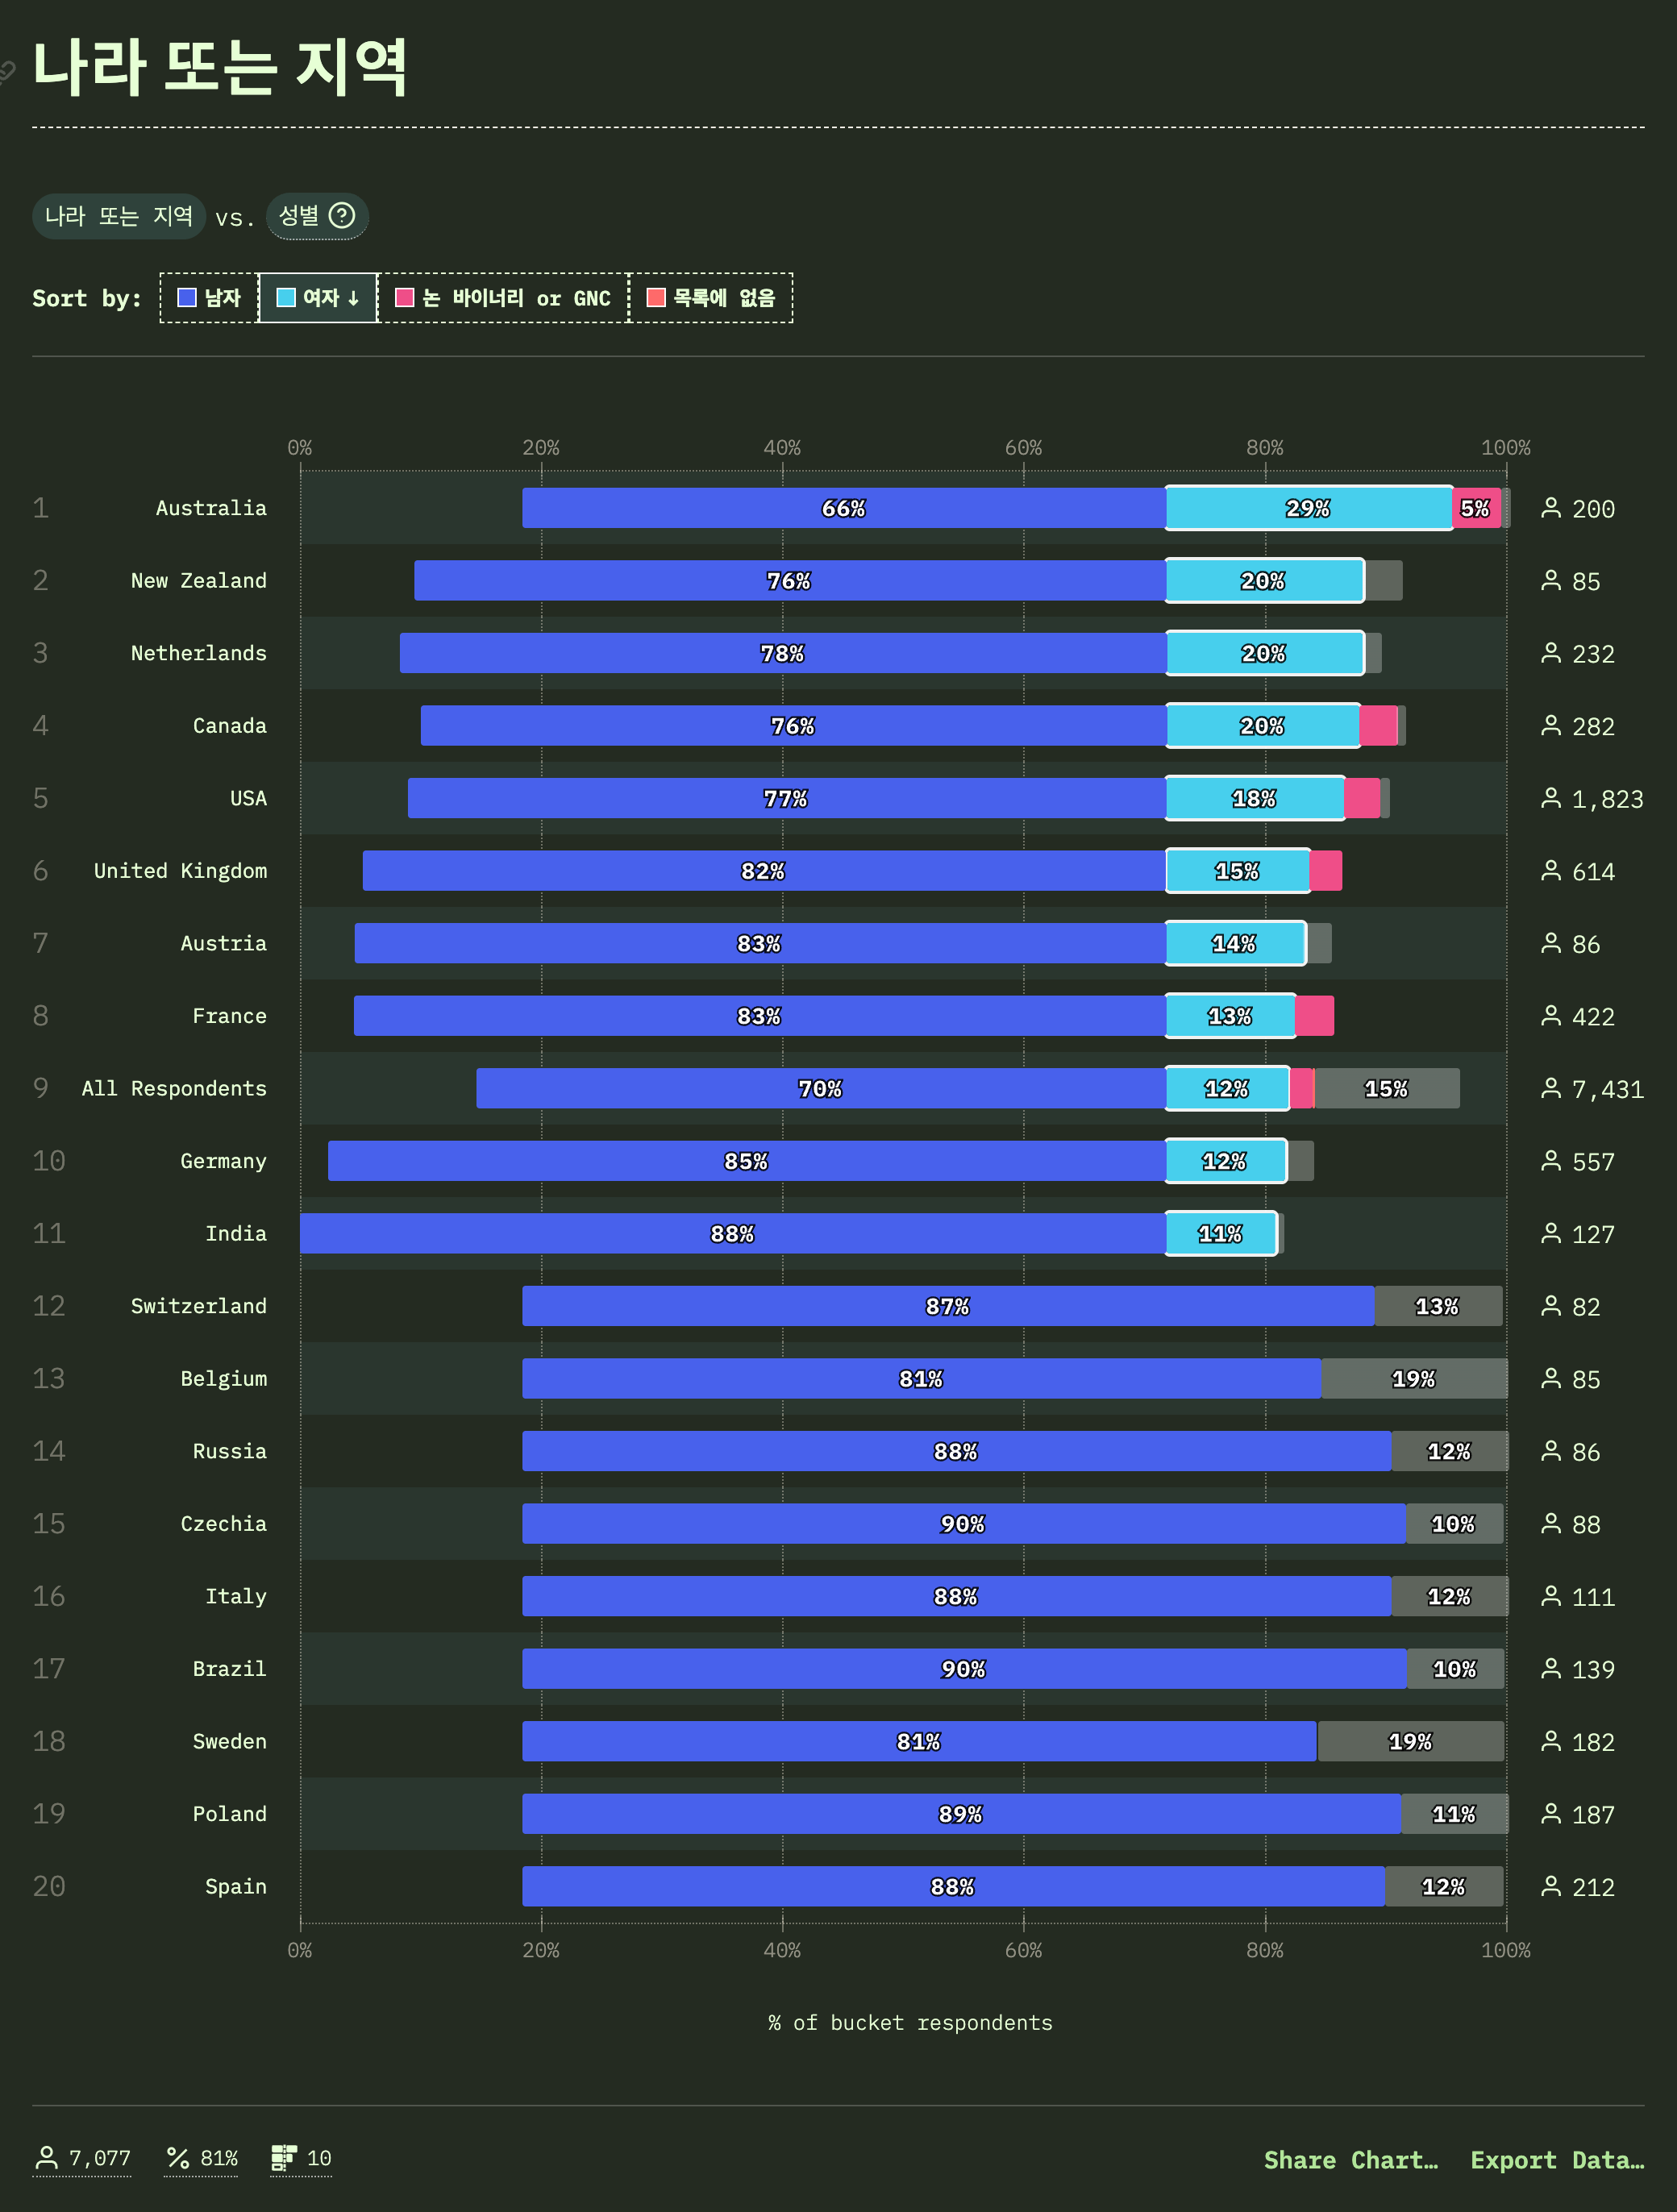 나라 또는 지역
나라 또는 지역 vs. 성별
Sort by: 남자 여자 ↓ 논 바이너리 or GNC 목록에 없음
0% 20% 40% 60% 80% 100%
1 Australia 66% 29% 5% 200
2 New Zealand 76% 20% 85
3 Netherlands 78% 20% 232
4 Canada 76% 20% 282
5 USA 77% 18% 1,823
6 United Kingdom 82% 15% 614
7 Austria 83% 14% 86
8 France 83% 13% 422
9 All Respondents 70% 12% 15% 7,431
10 Germany 85% 12% 557
11 India 88% 11% 127
12 Switzerland 87% 13% 82
13 Belgium 81% 19% 85
14 Russia 88% 12% 86
15 Czechia 90% 10% 88
16 Italy 88% 12% 111
17 Brazil 90% 10% 139
18 Sweden 81% 19% 182
19 Poland 89% 11% 187
20 Spain 88% 12% 212
0% 20% 40% 60% 80% 100%
% of bucket respondents
7,077 % 81% 10 Share Chart… Export Data…